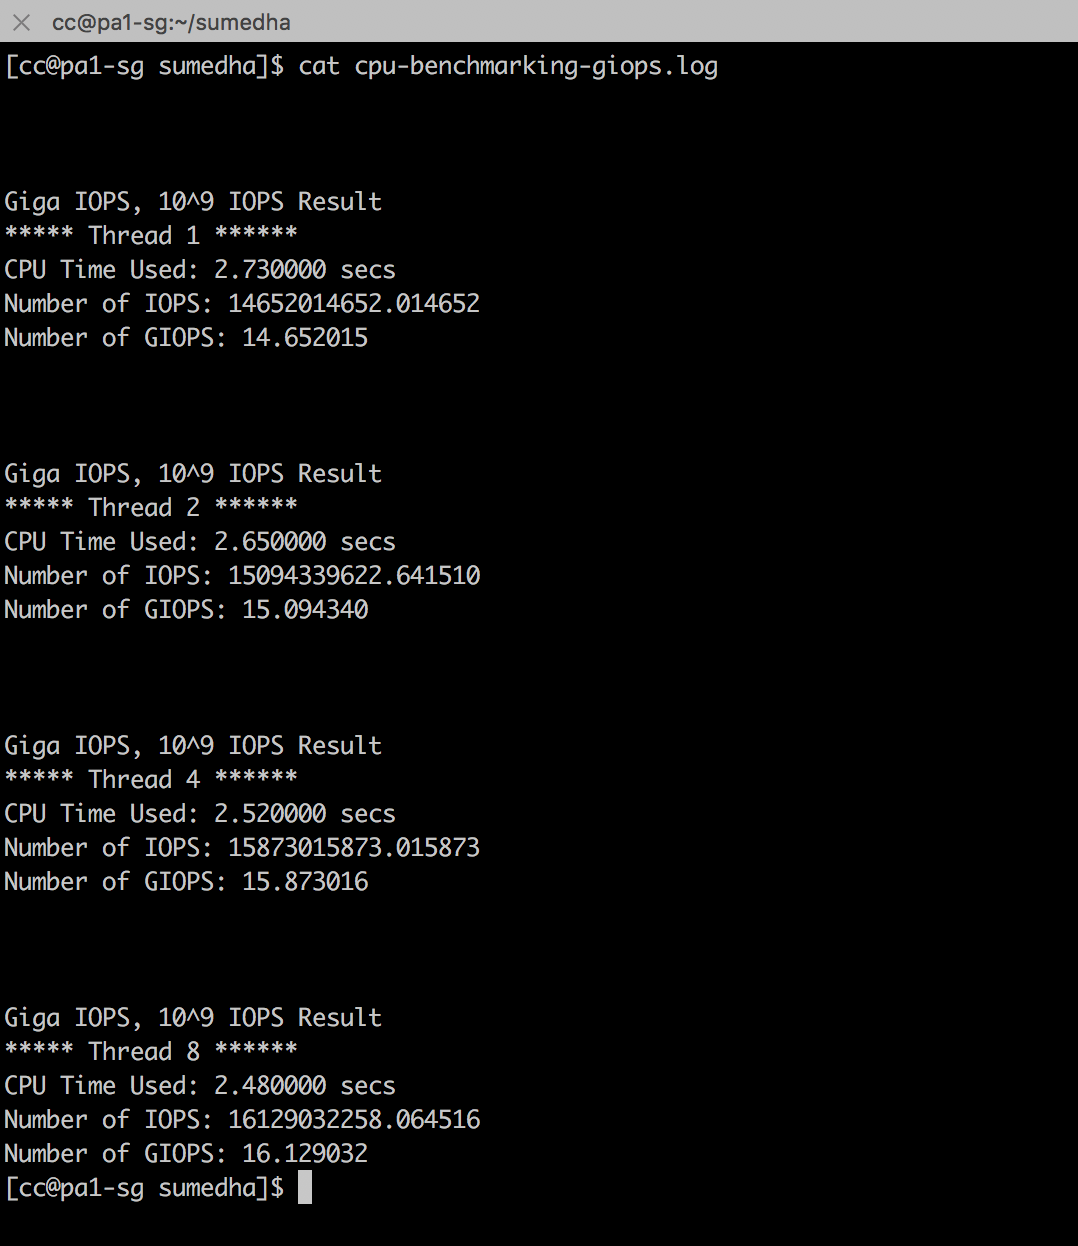 cc@pa1-sg:~/sumedha
[cc@pa1-sg sumedha]$ cat cpu-benchmarking-giops.log
Giga IOPS, 10^9 IOPS Result
***** Thread 1 ******
CPU Time Used: 2.730000 secs
Number of IOPS: 14652014652.014652
Number of GIOPS: 14.652015
Giga IOPS, 10^9 IOPS Result
***** Thread 2 ******
CPU Time Used: 2.650000 secs
Number of IOPS: 15094339622.641510
Number of GIOPS: 15.094340
Giga IOPS, 10^9 IOPS Result
***** Thread 4 ******
CPU Time Used: 2.520000 secs
Number of IOPS: 15873015873.015873
Number of GIOPS: 15.873016
Giga IOPS, 10^9 IOPS Result
***** Thread 8 ******
CPU Time Used: 2.480000 secs
Number of IOPS: 16129032258.064516
Number of GIOPS: 16.129032
[cc@pa1-sg sumedha]$